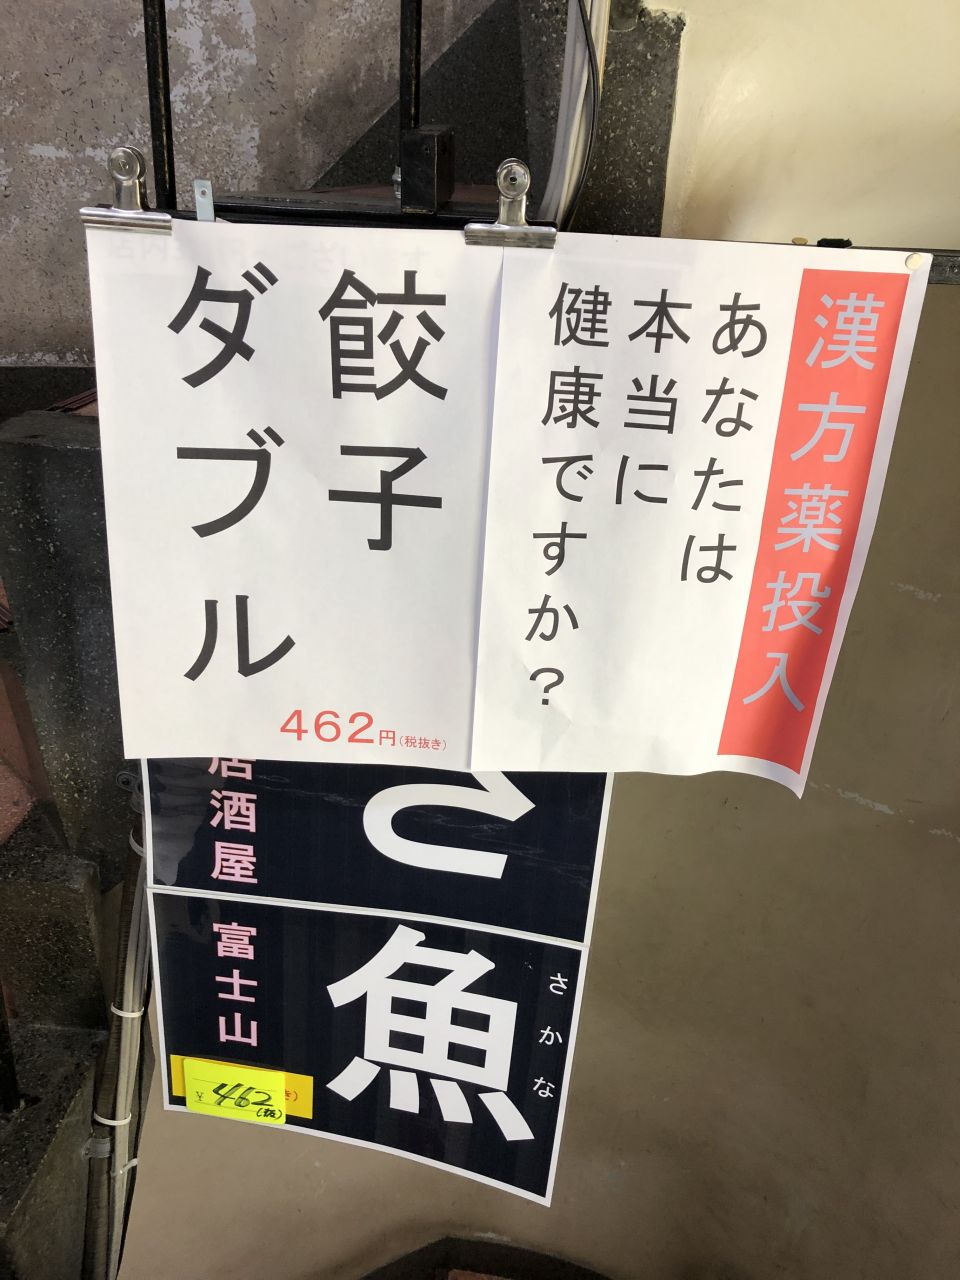 漢方薬投入
あなたは
本当に
健康ですか？
餃子
ダブル
462円(税抜き)
居酒屋
さかな
魚
富士山
¥462
(抜)